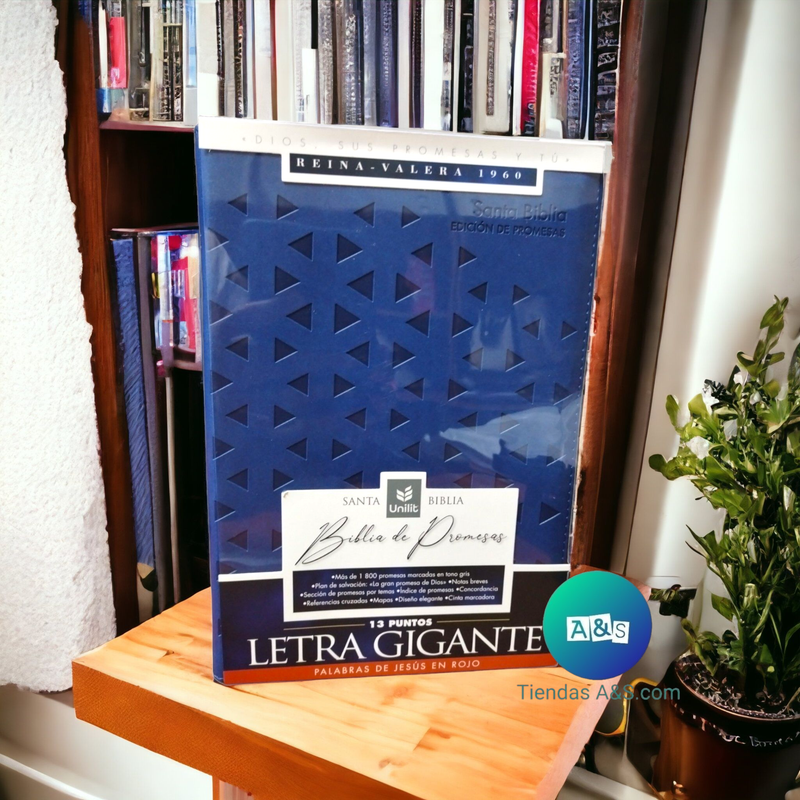 •DIOS, SUS PROMESAS Y TÚ•
REINA-VALERA 1960
Santa Biblia
EDICIÓN DE PROMESAS
SANTA BIBLIA
Unilit
Biblia de Promesas
•Más de 1 800 promesas marcadas en tono gris
•Plan de salvación: «La gran promesa de Dios» •Notas breves
•Sección de promesas por temas •Índice de promesas •Concordancia
•Referencias cruzadas •Mapas •Diseño elegante •Cinta marcadora
13 PUNTOS
LETRA GIGANTE
PALABRAS DE JESÚS EN ROJO
A&S
Tiendas A&S.com